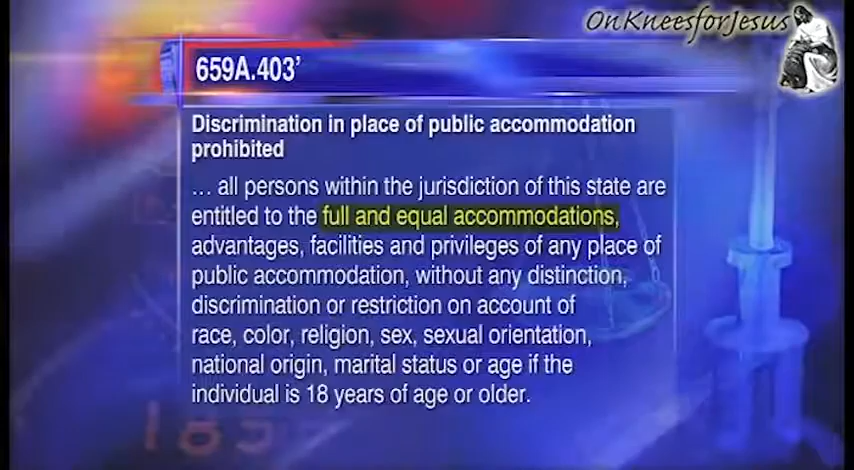 OnKneesforJesus
659A.403'
Discrimination in place of public accommodation
prohibited
... all persons within the jurisdiction of this state are
entitled to the full and equal accommodations,
advantages, facilities and privileges of any place of
public accommodation, without any distinction,
discrimination or restriction on account of
race, color, religion, sex, sexual orientation,
national origin, marital status or age if the
individual is 18 years of age or older.